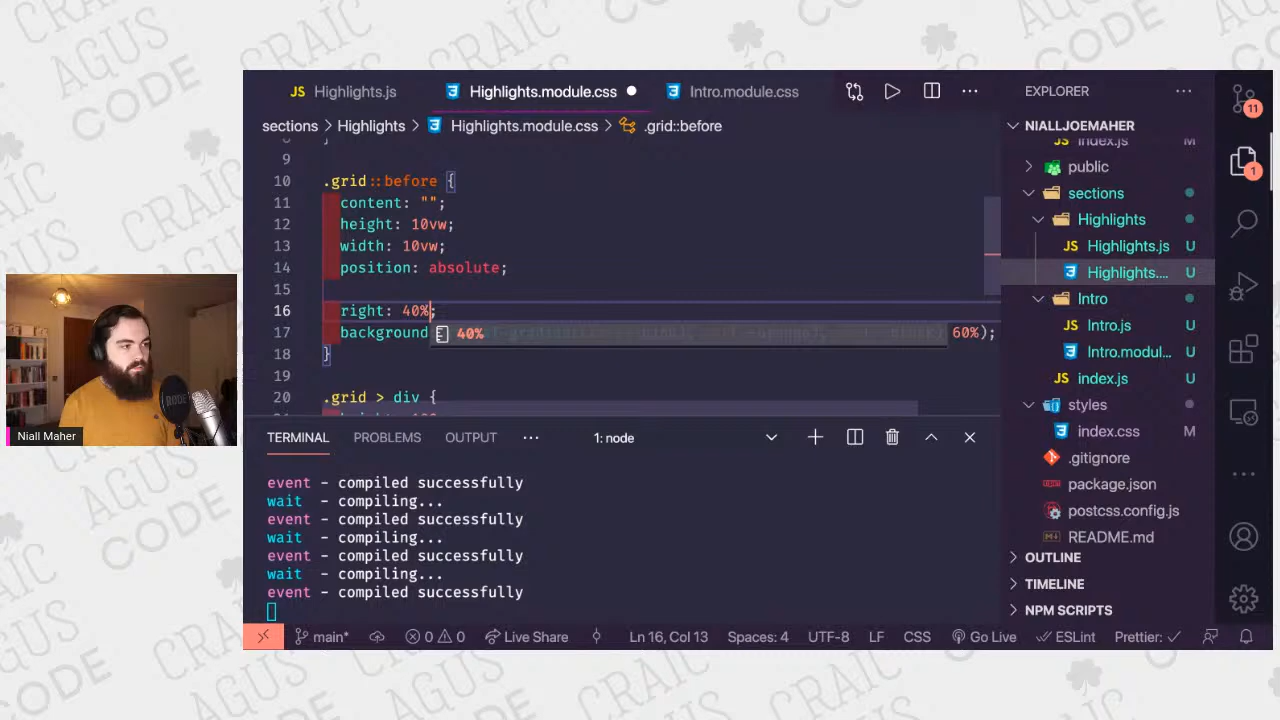 CRAIC
AGUS
CODE
Highlights.js
Highlights.module.css
Intro.module.css
EXPLORER
sections > Highlights > Highlights.module.css > .grid::before
NIALLJOEMAHER
index.js
public
sections
Highlights
Highlights.js U
Highlights.... U
Intro
Intro.js U
Intro.modul... U
index.js U
styles
index.css M
.gitignore
package.json
postcss.config.js
README.md
OUTLINE
TIMELINE
NPM SCRIPTS
11
1
9
10 .grid::before {
11 content: "";
12 height: 10vw;
13 width: 10vw;
14 position: absolute;
15
16 right: 40%;
17 background 60%);
40%
18 }
19
20 .grid > div {
Niall Maher
TERMINAL PROBLEMS OUTPUT ... 1: node
event - compiled successfully
wait - compiling...
event - compiled successfully
wait - compiling...
event - compiled successfully
wait - compiling...
event - compiled successfully
main* 0 0 Live Share Ln 16, Col 13 Spaces: 4 UTF-8 LF CSS Go Live ESLint Prettier: ✓